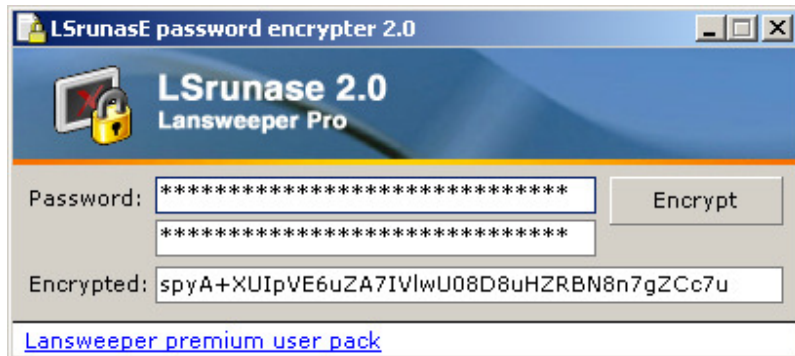 LSrunasE password encrypter 2.0
LSrunase 2.0
Lansweeper Pro
Password: ******************************* Encrypt
*******************************
Encrypted: spyA+XUIpVE6uZA7IVlwU08D8uHZRBN8n7gZCc7u
Lansweeper premium user pack